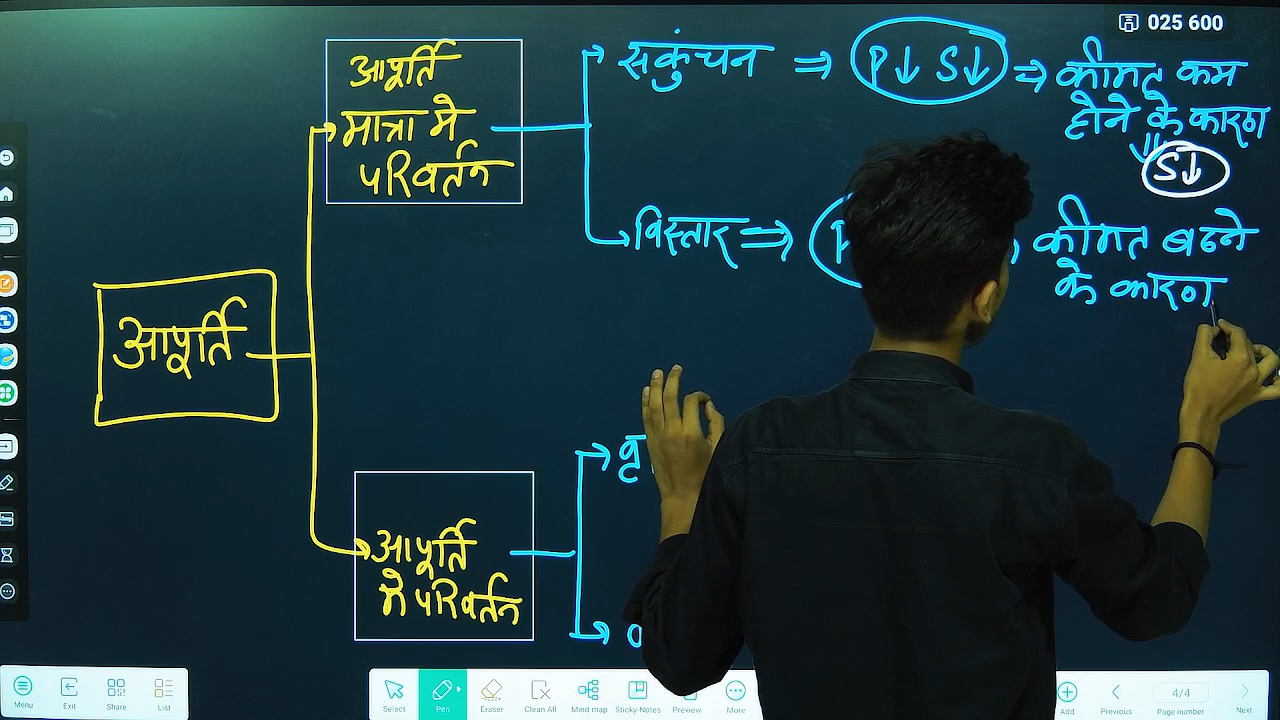 025 600
आपूर्ति
मात्रा मे
परिवर्तन
सकुंचन ⇒ P↓ S↓ ⇒ कीमत कम
होने के कारण
S↓
विस्तार ⇒
कीमत बढने
के कारण
आपूर्ति
आपूर्ति
मे परिवर्तन
Menu Exit Share List
Select Pen Eraser Clean All Mind map Sticky-Notes Preview More
Add Previous 4/4 Page number Next